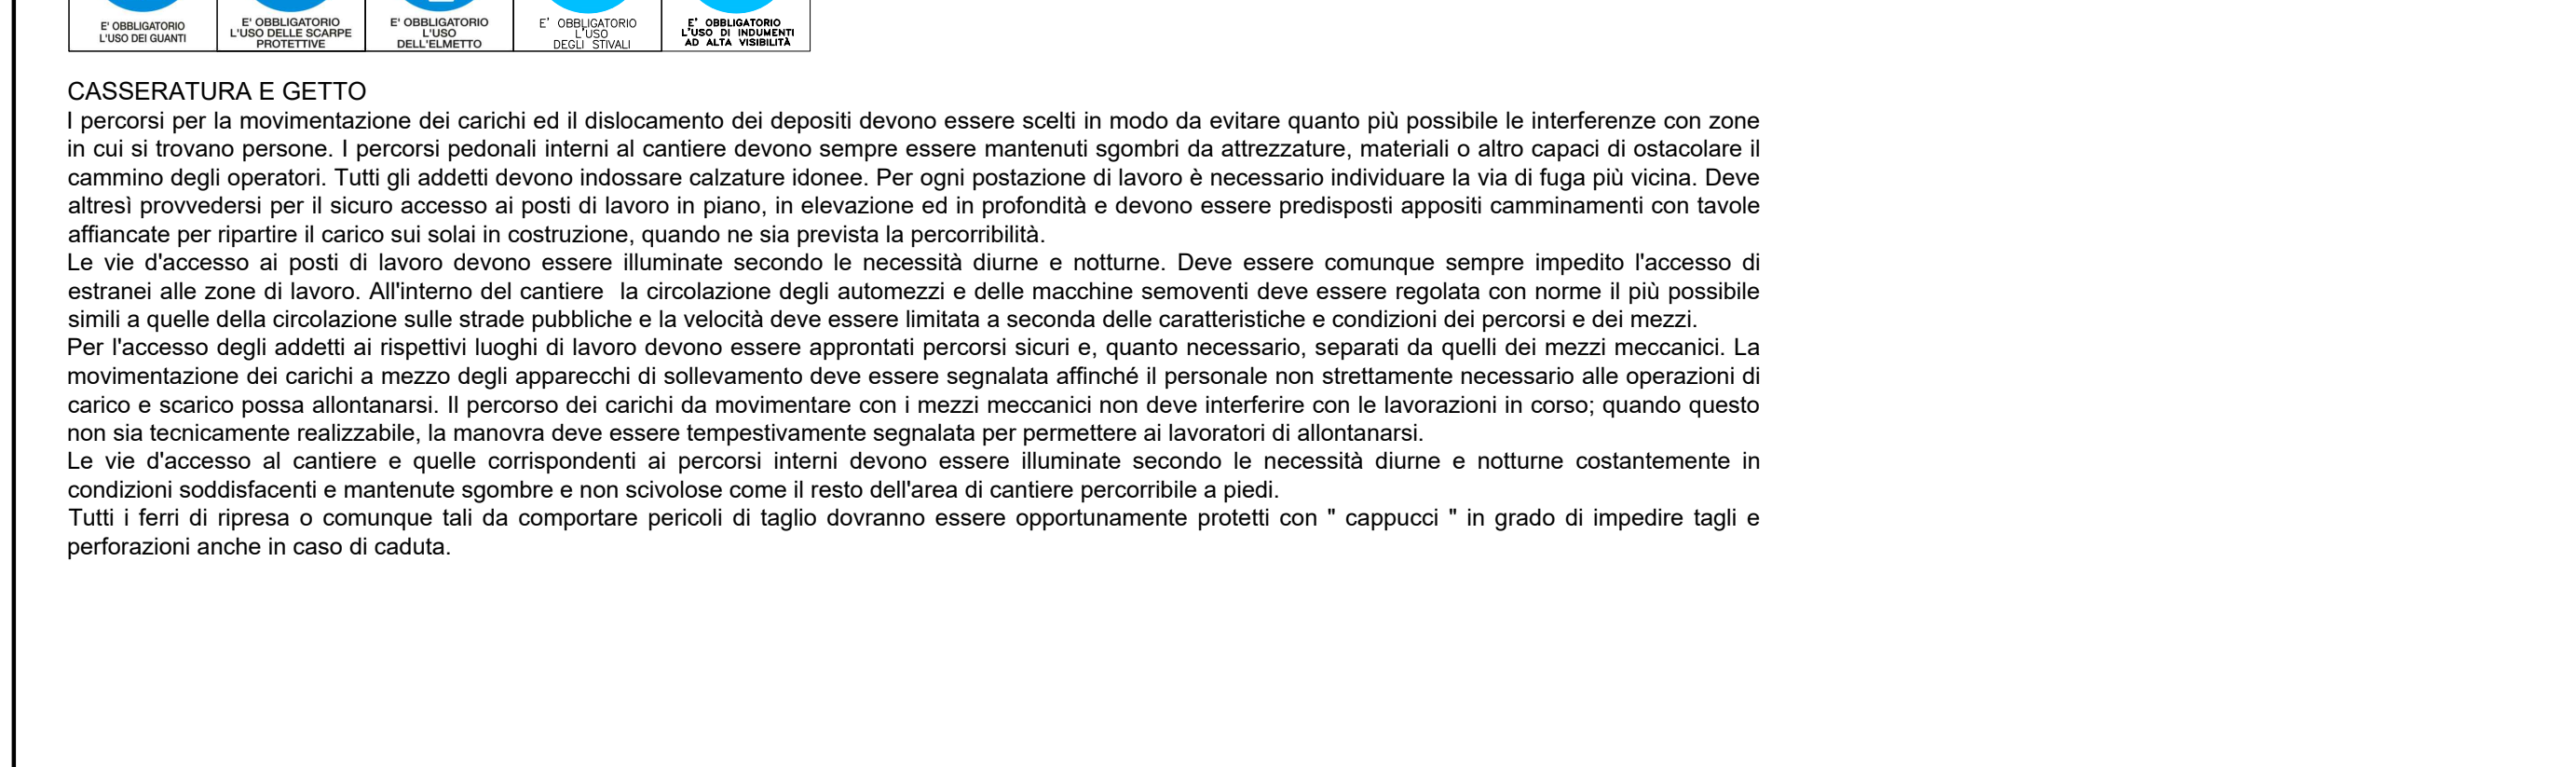 E' OBBLIGATORIO
L'USO DEI GUANTI
E' OBBLIGATORIO
L'USO DELLE SCARPE
PROTETTIVE
E' OBBLIGATORIO
L'USO
DELL'ELMETTO
E' OBBLIGATORIO
L'USO
DEGLI STIVALI
E' OBBLIGATORIO
L'USO DI INDUMENTI
AD ALTA VISIBILITÀ
CASSERATURA E GETTO
I percorsi per la movimentazione dei carichi ed il dislocamento dei depositi devono essere scelti in modo da evitare quanto più possibile le interferenze con zone
in cui si trovano persone. I percorsi pedonali interni al cantiere devono sempre essere mantenuti sgombri da attrezzature, materiali o altro capaci di ostacolare il
cammino degli operatori. Tutti gli addetti devono indossare calzature idonee. Per ogni postazione di lavoro è necessario individuare la via di fuga più vicina. Deve
altresì provvedersi per il sicuro accesso ai posti di lavoro in piano, in elevazione ed in profondità e devono essere predisposti appositi camminamenti con tavole
affiancate per ripartire il carico sui solai in costruzione, quando ne sia prevista la percorribilità.
Le vie d'accesso ai posti di lavoro devono essere illuminate secondo le necessità diurne e notturne. Deve essere comunque sempre impedito l'accesso di
estranei alle zone di lavoro. All'interno del cantiere  la circolazione degli automezzi e delle macchine semoventi deve essere regolata con norme il più possibile
simili a quelle della circolazione sulle strade pubbliche e la velocità deve essere limitata a seconda delle caratteristiche e condizioni dei percorsi e dei mezzi.
Per l'accesso degli addetti ai rispettivi luoghi di lavoro devono essere approntati percorsi sicuri e, quanto necessario, separati da quelli dei mezzi meccanici. La
movimentazione dei carichi a mezzo degli apparecchi di sollevamento deve essere segnalata affinché il personale non strettamente necessario alle operazioni di
carico e scarico possa allontanarsi. Il percorso dei carichi da movimentare con i mezzi meccanici non deve interferire con le lavorazioni in corso; quando questo
non sia tecnicamente realizzabile, la manovra deve essere tempestivamente segnalata per permettere ai lavoratori di allontanarsi.
Le vie d'accesso al cantiere e quelle corrispondenti ai percorsi interni devono essere illuminate secondo le necessità diurne e notturne costantemente in
condizioni soddisfacenti e mantenute sgombre e non scivolose come il resto dell'area di cantiere percorribile a piedi.
Tutti i ferri di ripresa o comunque tali da comportare pericoli di taglio dovranno essere opportunamente protetti con " cappucci " in grado di impedire tagli e
perforazioni anche in caso di caduta.